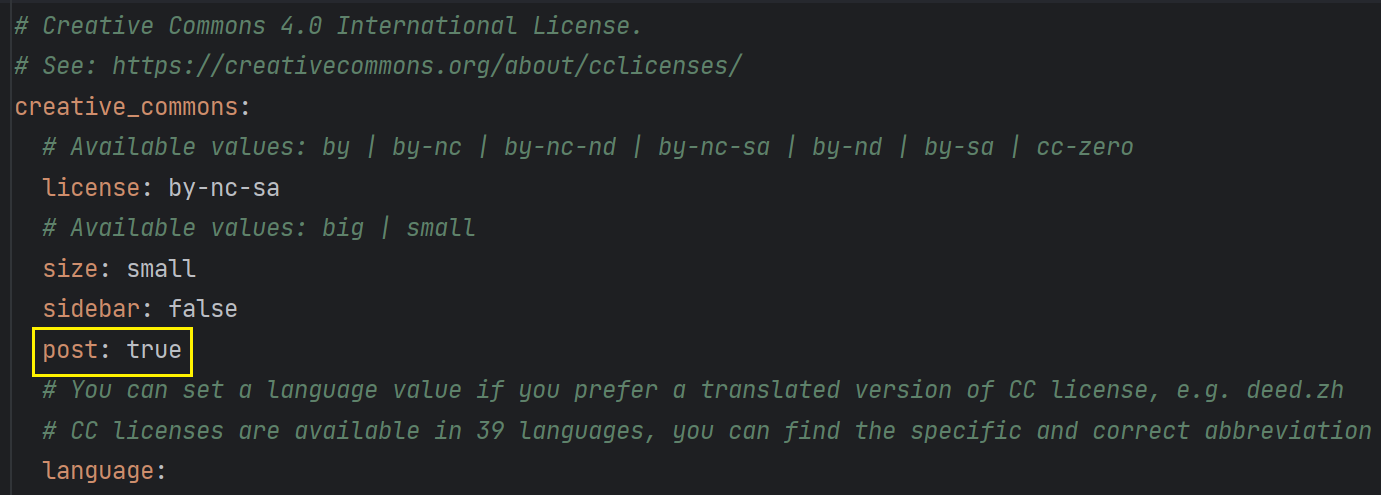 # Creative Commons 4.0 International License.
# See: https://creativecommons.org/about/cclicenses/
creative_commons:
  # Available values: by | by-nc | by-nc-nd | by-nc-sa | by-nd | by-sa | cc-zero
  license: by-nc-sa
  # Available values: big | small
  size: small
  sidebar: false
  post: true
  # You can set a language value if you prefer a translated version of CC license, e.g. deed.zh
  # CC licenses are available in 39 languages, you can find the specific and correct abbreviation
  language: